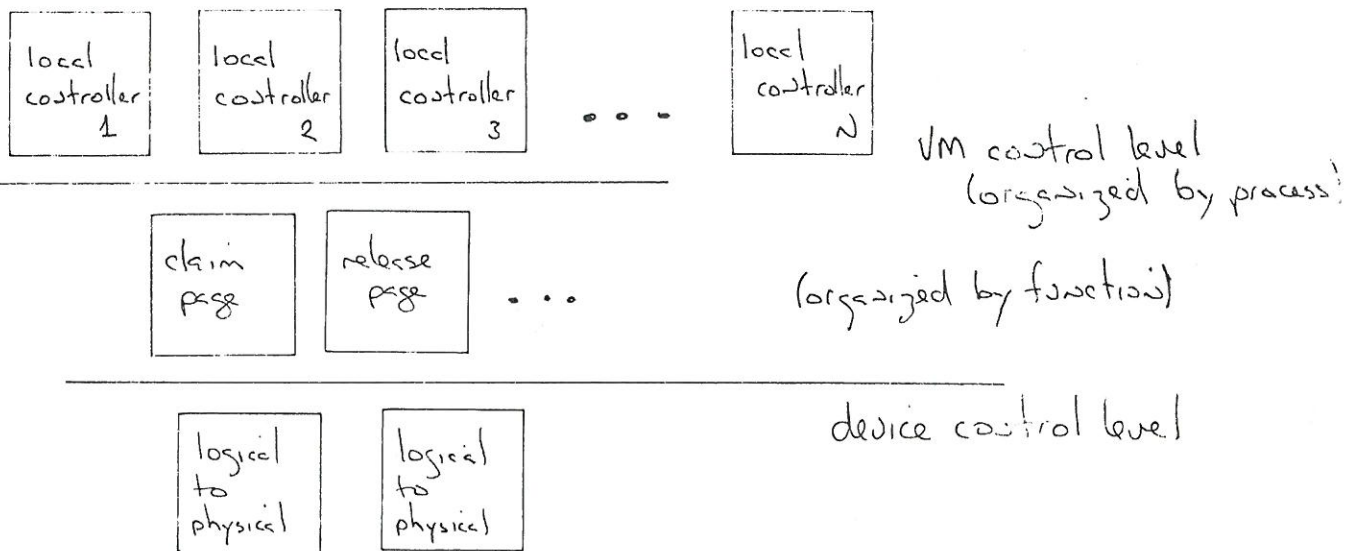 local
controller
1
local
controller
2
local
controller
3
• • •
local
controller
N
VM control level
(organized by process)
claim
page
release
page
• • •
(organized by function)
device control level
logical
to
physical
logical
to
physical